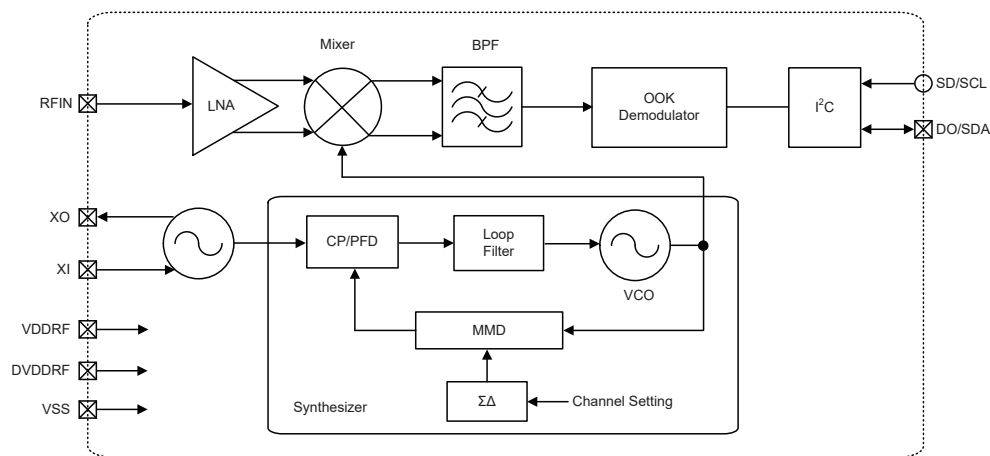 Mixer
BPF
RFIN
LNA
OOK
Demodulator
I²C
SD/SCL
DO/SDA
XO
XI
CP/PFD
Loop
Filter
VCO
VDDRF
MMD
DVDDRF
VSS
ΣΔ
Channel Setting
Synthesizer